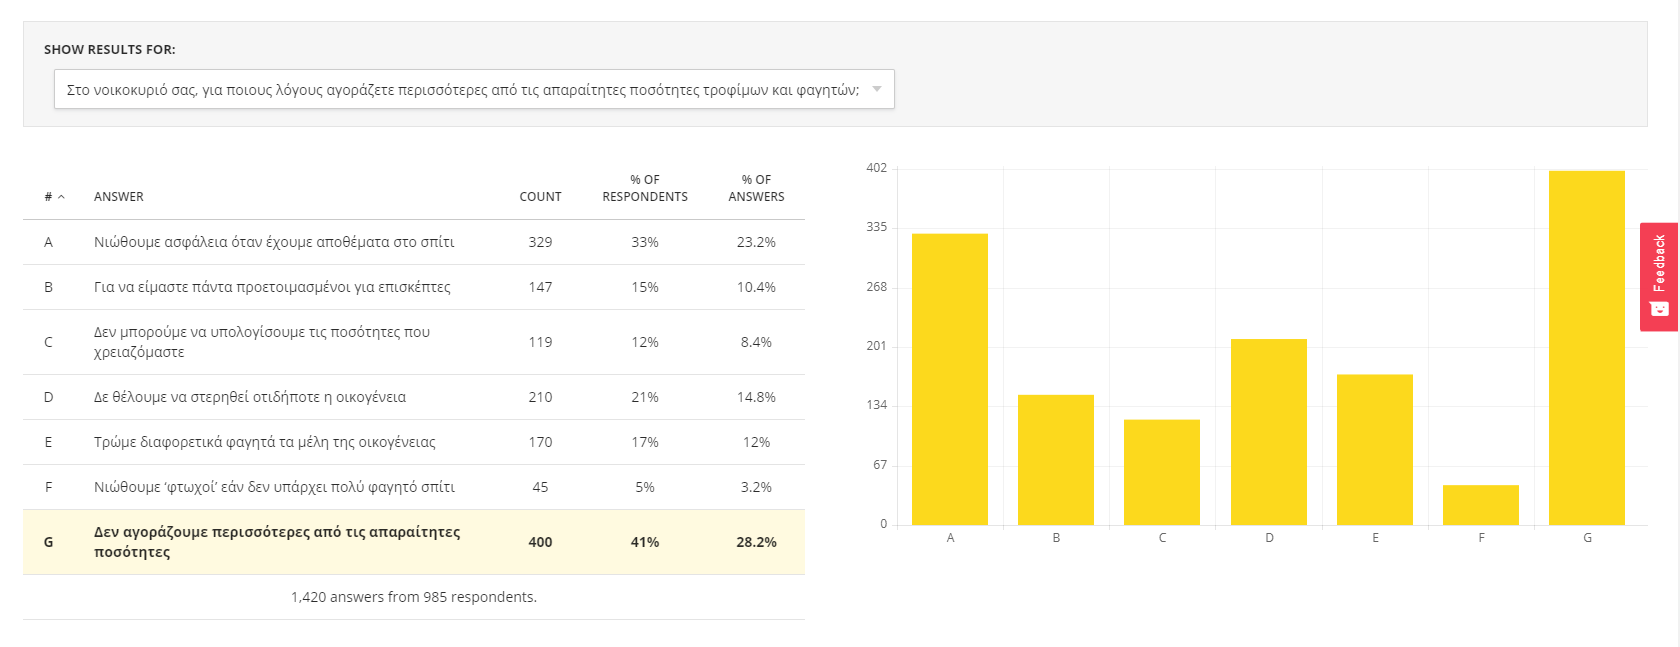 SHOW RESULTS FOR:
Στο νοικοκυριό σας, για ποιους λόγους αγοράζετε περισσότερες από τις απαραίτητες ποσότητες τροφίμων και φαγητών;
# ANSWER COUNT % OF RESPONDENTS % OF ANSWERS
A Νιώθουμε ασφάλεια όταν έχουμε αποθέματα στο σπίτι 329 33% 23.2%
B Για να είμαστε πάντα προετοιμασμένοι για επισκέπτες 147 15% 10.4%
C Δεν μπορούμε να υπολογίσουμε τις ποσότητες που
χρειαζόμαστε 119 12% 8.4%
D Δε θέλουμε να στερηθεί οτιδήποτε η οικογένεια 210 21% 14.8%
E Τρώμε διαφορετικά φαγητά τα μέλη της οικογένειας 170 17% 12%
F Νιώθουμε ‘φτωχοί’ εάν δεν υπάρχει πολύ φαγητό σπίτι 45 5% 3.2%
G Δεν αγοράζουμε περισσότερες από τις απαραίτητες
ποσότητες 400 41% 28.2%
1,420 answers from 985 respondents.
402
335
268
201
134
67
0
A B C D E F G
Feedback